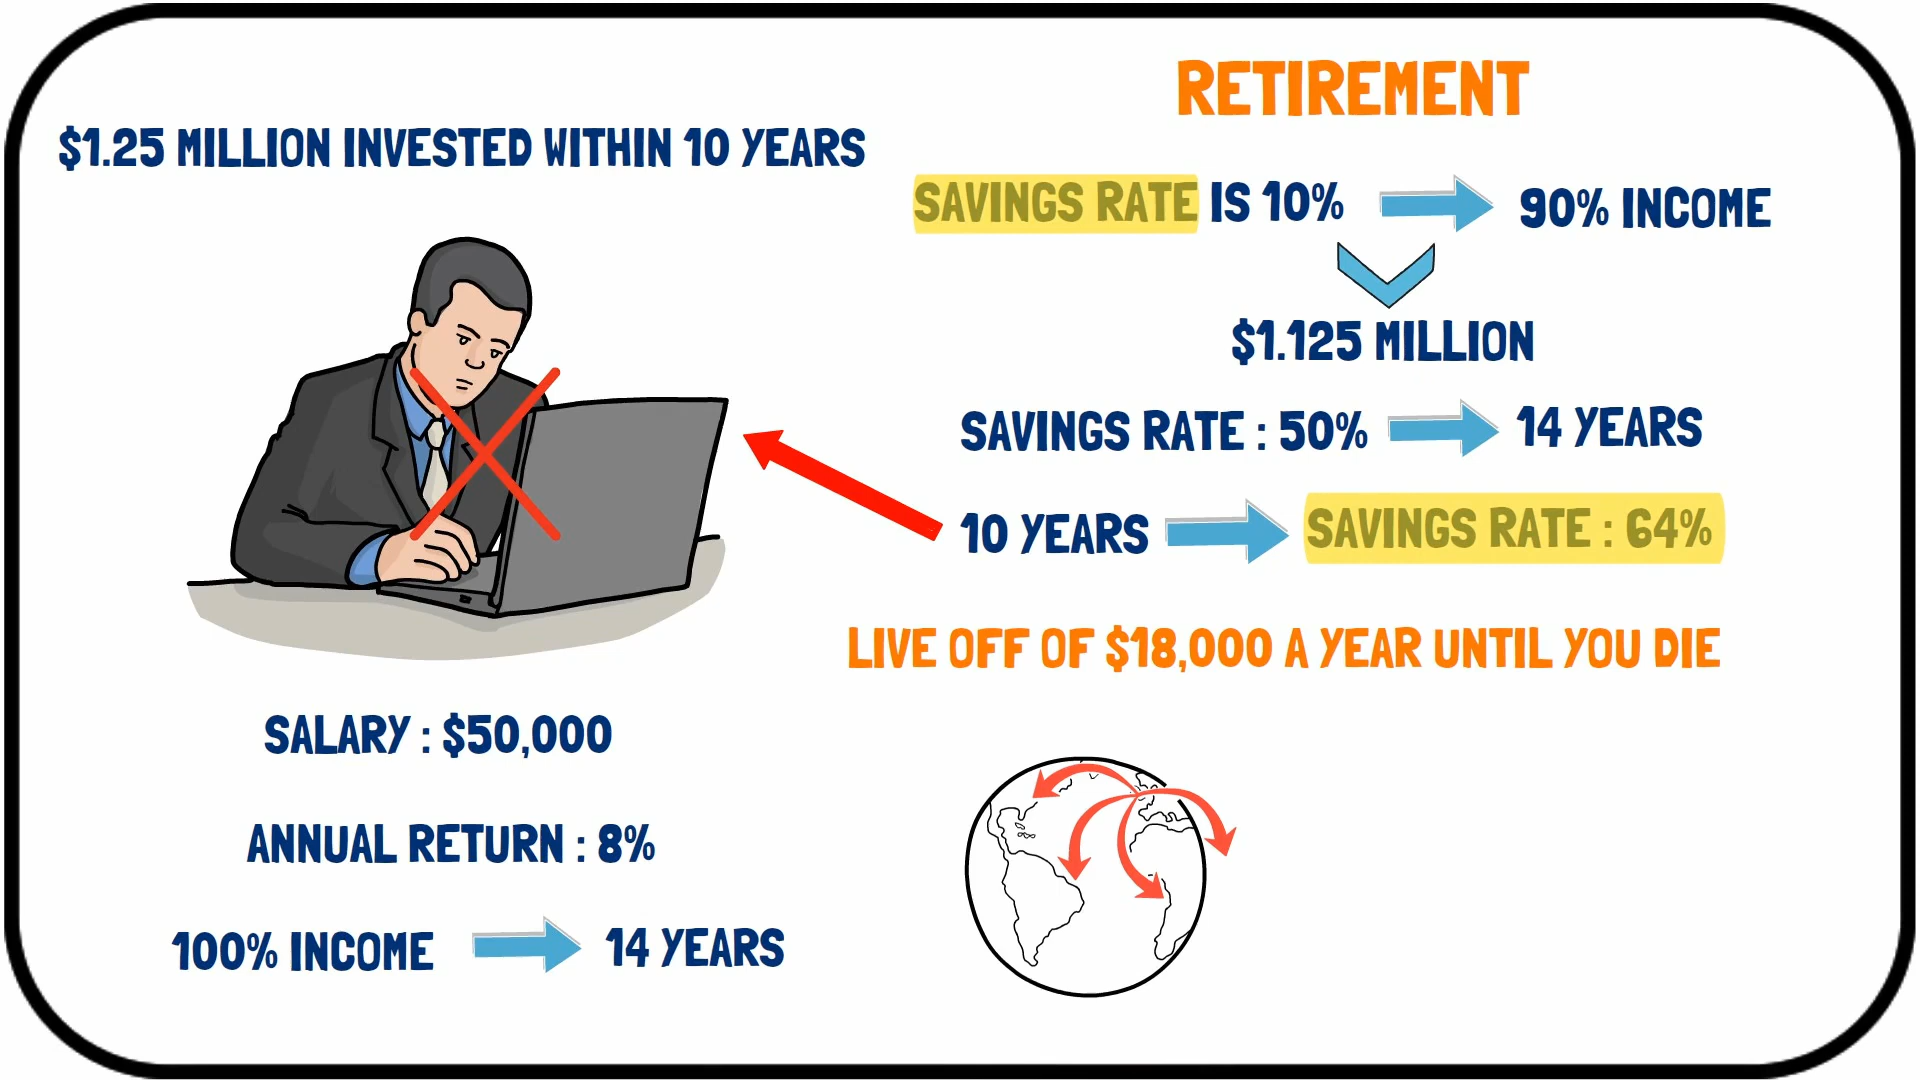 $1.25 MILLION INVESTED WITHIN 10 YEARS
SALARY : $50,000
ANNUAL RETURN : 8%
100% INCOME
14 YEARS
RETIREMENT
SAVINGS RATE IS 10%
90% INCOME
$1.125 MILLION
SAVINGS RATE : 50%
14 YEARS
10 YEARS
SAVINGS RATE : 64%
LIVE OFF OF $18,000 A YEAR UNTIL YOU DIE